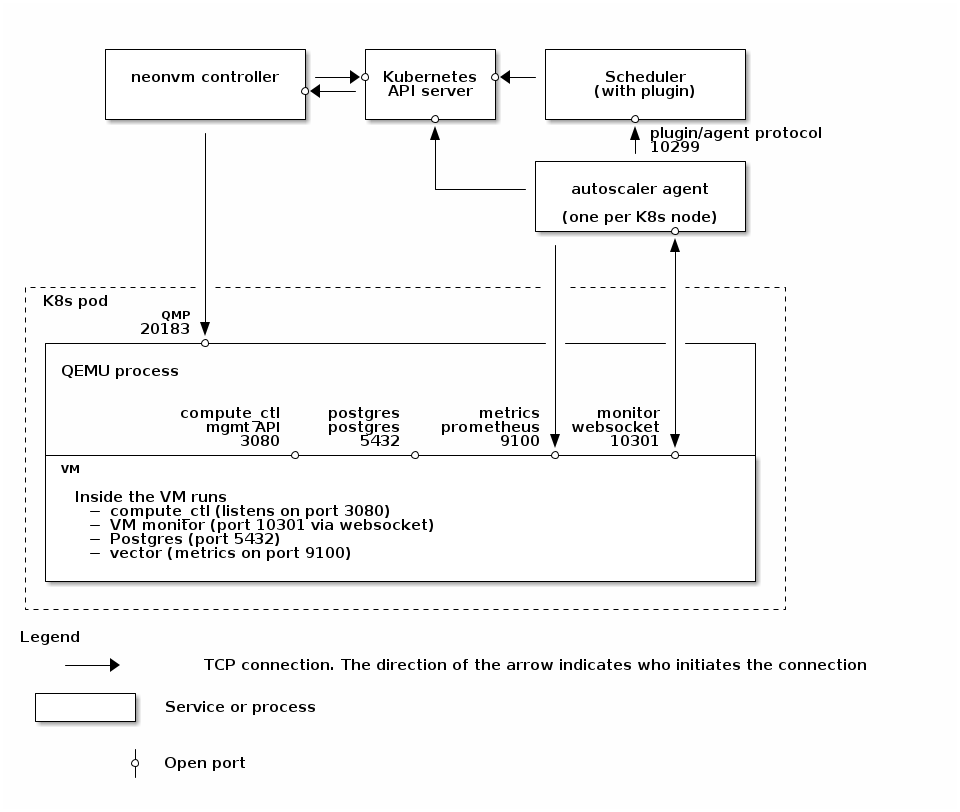 neonvm controller
Kubernetes
API server
Scheduler
(with plugin)
plugin/agent protocol
10299
autoscaler agent
(one per K8s node)
K8s pod
QMP
20183
QEMU process
compute_ctl
mgmt API
3080
postgres
postgres
5432
metrics
prometheus
9100
monitor
websocket
10301
VM
Inside the VM runs
– compute_ctl (listens on port 3080)
– VM monitor (port 10301 via websocket)
– Postgres (port 5432)
– vector (metrics on port 9100)
Legend
TCP connection. The direction of the arrow indicates who initiates the connection
Service or process
Open port